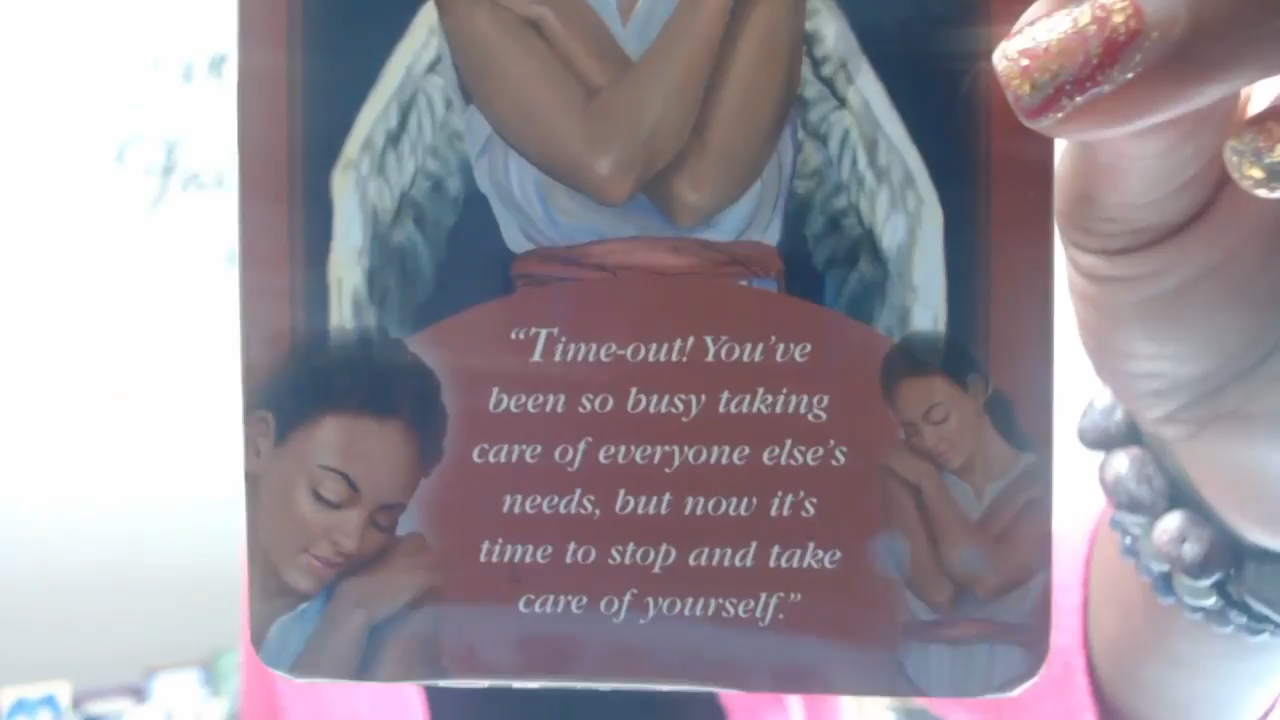 “Time-out! You’ve
been so busy taking
care of everyone else’s
needs, but now it’s
time to stop and take
care of yourself.”